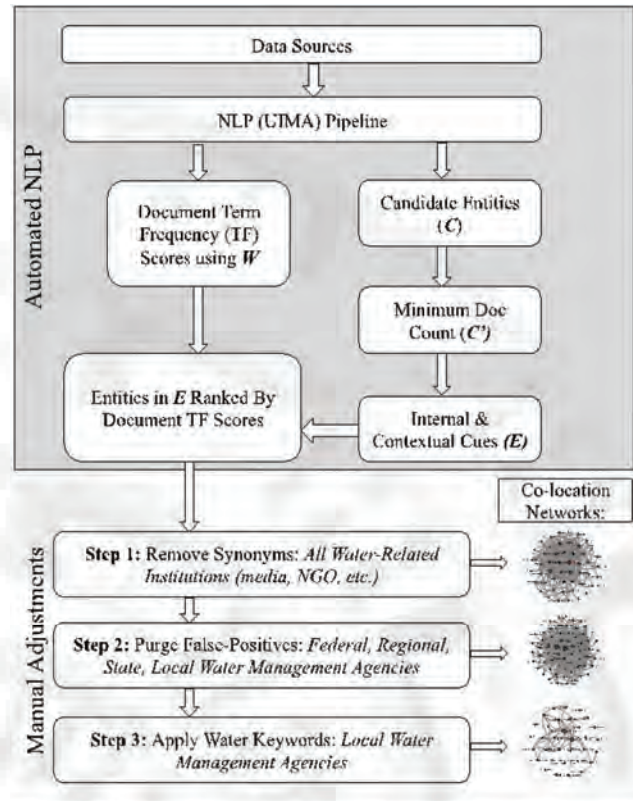 Data Sources
NLP (UIMA) Pipeline
Automated NLP
Document Term
Frequency (TF)
Scores using W
Candidate Entities
(C)
Minimum Doc
Count (C')
Entities in E Ranked By
Document TF Scores
Internal &
Contextual Cues (E)
Co-location
Networks:
Manual Adjustments
Step 1: Remove Synonyms: All Water-Related
Institutions (media, NGO, etc.)
Step 2: Purge False-Positives: Federal, Regional,
State, Local Water Management Agencies
Step 3: Apply Water Keywords: Local Water
Management Agencies